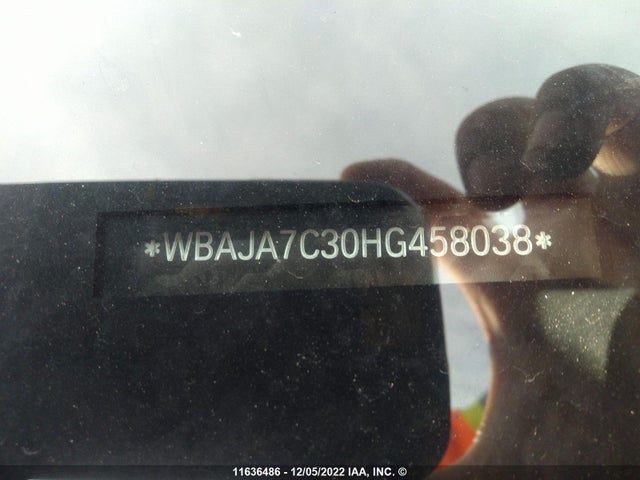 *WBAJA7C30HG458038*
11636486 - 12/05/2022 IAA, INC. ©